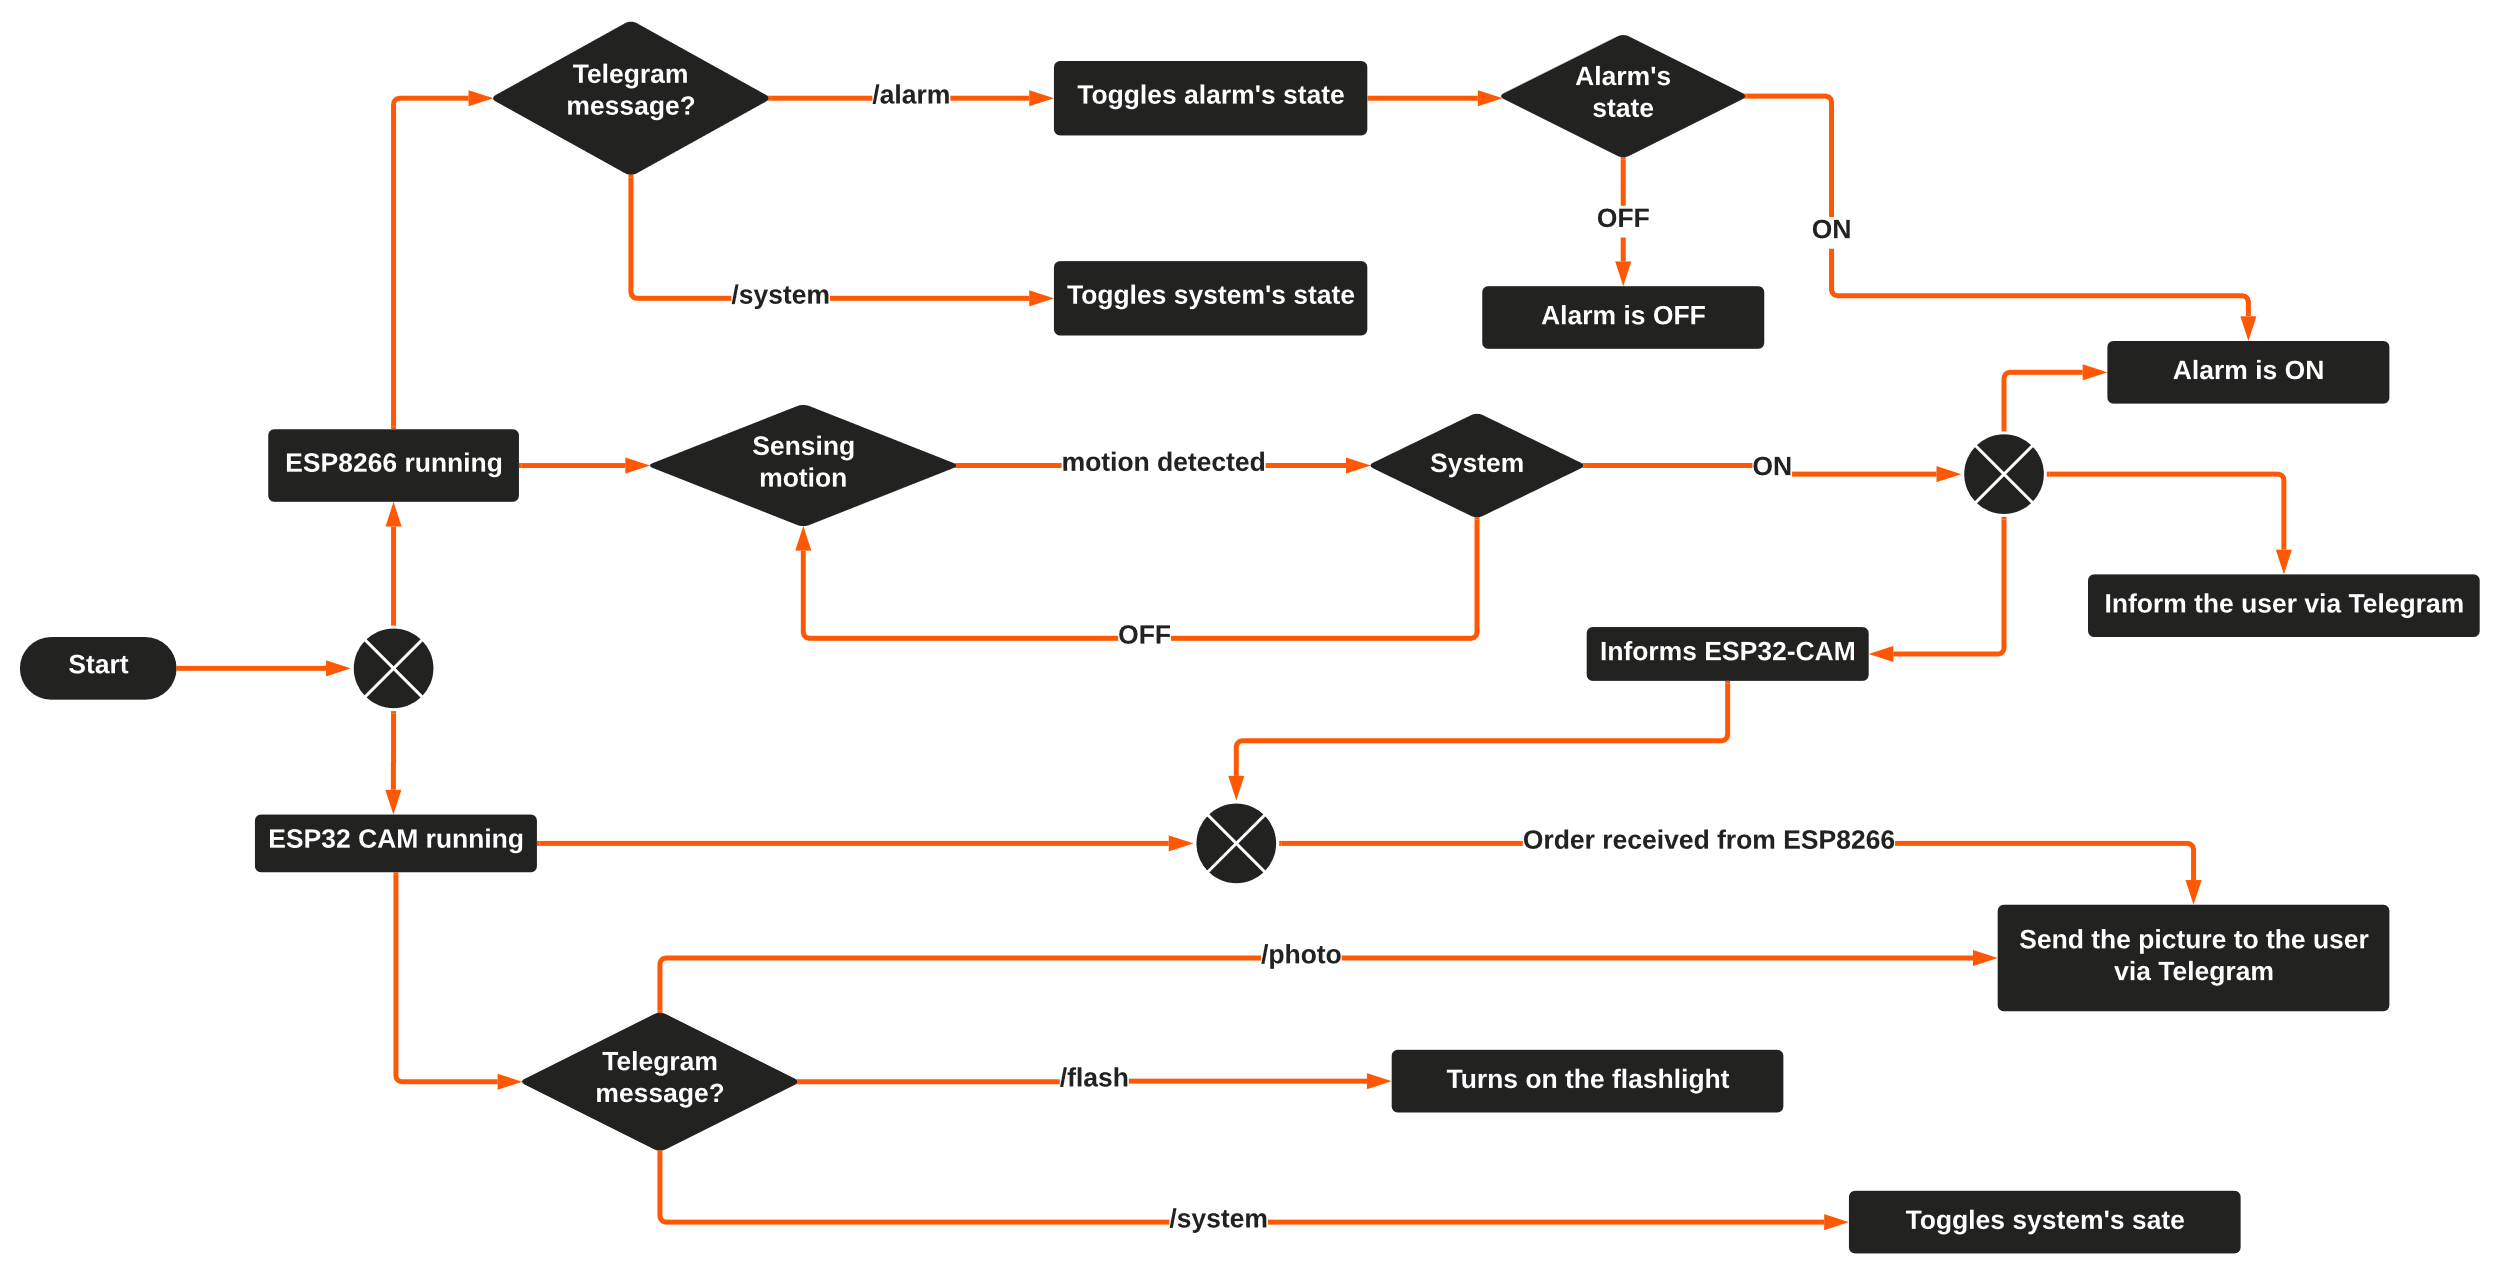 Telegram
message?
/alarm
Toggles alarm's state
Alarm's
state
OFF
ON
/system
Toggles system's state
Alarm is OFF
Alarm is ON
ESP8266 running
Sensing
motion
motion detected
System
ON
OFF
Inform the user via Telegram
Informs ESP32-CAM
Start
ESP32 CAM running
Order received from ESP8266
Send the picture to the user
via Telegram
/photo
Telegram
message?
/flash
Turns on the flashlight
/system
Toggles system's sate